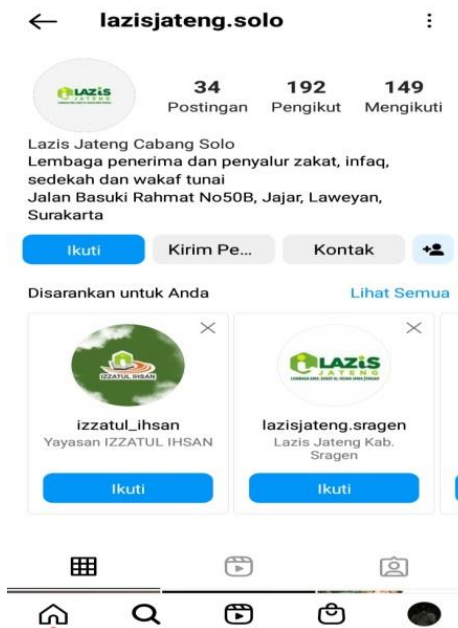 lazisjateng.solo
LAZiS
JATENG
34
192
149
Postingan
Pengikut
Mengikuti
Lazis Jateng Cabang Solo
Lembaga penerima dan penyalur zakat, infaq,
sedekah dan wakaf tunai
Jalan Basuki Rahmat No50B, Jajar, Laweyan,
Surakarta
Ikuti
Kirim Pe...
Kontak
Disarankan untuk Anda
Lihat Semua
IZZATUL IHSAN
izzatul_ihsan
Yayasan IZZATUL IHSAN
Ikuti
LAZiS
JATENG
lazisjateng.sragen
Lazis Jateng Kab.
Sragen
Ikuti